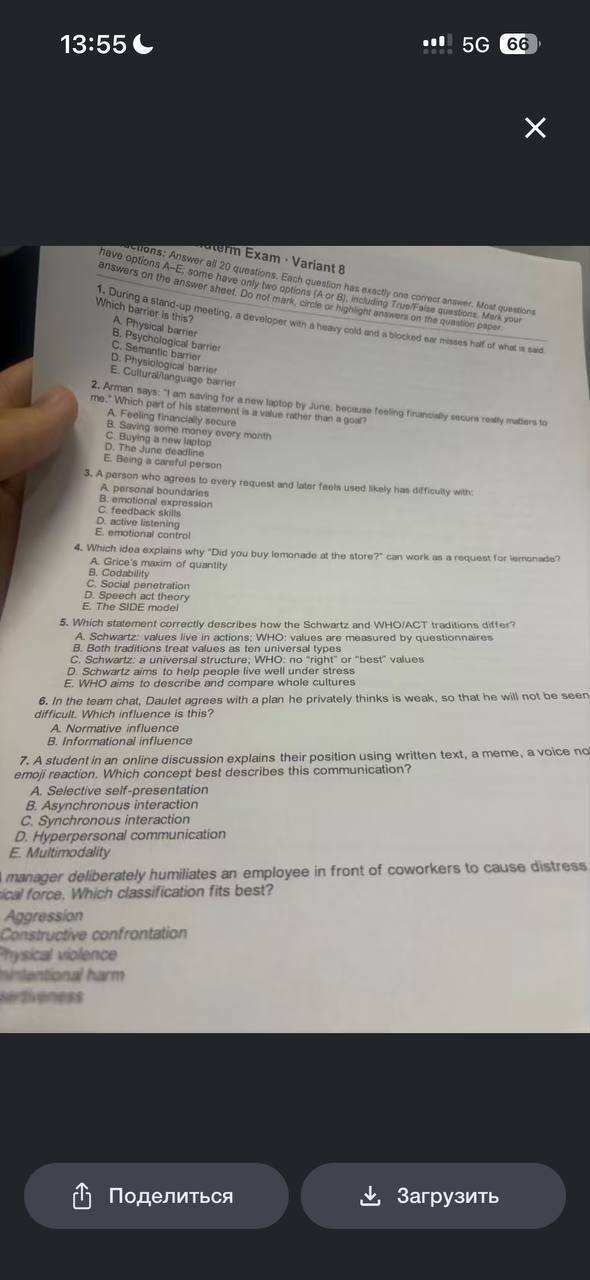 13:55
5G 66
Exam · Variant 8
Answer all 20 questions. Each question has exactly one correct answer. Most questions
have options A–E; some have only two options (A or B), including True/False questions. Mark your
answers on the answer sheet. Do not mark, circle or highlight answers on the question paper.
1. During a stand-up meeting, a developer with a heavy cold and a blocked ear misses half of what is said.
Which barrier is this?
A. Physical barrier
B. Psychological barrier
C. Semantic barrier
D. Physiological barrier
E. Cultural/language barrier
2. Arman says: "I am saving for a new laptop by June, because feeling financially secure really matters to
me." Which part of his statement is a value rather than a goal?
A. Feeling financially secure
B. Saving some money every month
C. Buying a new laptop
D. The June deadline
E. Being a careful person
3. A person who agrees to every request and later feels used likely has difficulty with:
A. personal boundaries
B. emotional expression
C. feedback skills
D. active listening
E. emotional control
4. Which idea explains why "Did you buy lemonade at the store?" can work as a request for lemonade?
A. Grice's maxim of quantity
B. Codability
C. Social penetration
D. Speech act theory
E. The SIDE model
5. Which statement correctly describes how the Schwartz and WHO/ACT traditions differ?
A. Schwartz: values live in actions; WHO: values are measured by questionnaires
B. Both traditions treat values as ten universal types
C. Schwartz: a universal structure; WHO: no "right" or "best" values
D. Schwartz aims to help people live well under stress
E. WHO aims to describe and compare whole cultures
6. In the team chat, Daulet agrees with a plan he privately thinks is weak, so that he will not be seen
difficult. Which influence is this?
A. Normative influence
B. Informational influence
7. A student in an online discussion explains their position using written text, a meme, a voice
emoji reaction. Which concept best describes this communication?
A. Selective self-presentation
B. Asynchronous interaction
C. Synchronous interaction
D. Hyperpersonal communication
E. Multimodality
manager deliberately humiliates an employee in front of coworkers to cause distress
force. Which classification fits best?
Aggression
Constructive confrontation
Physical violence
harm
Поделиться
Загрузить